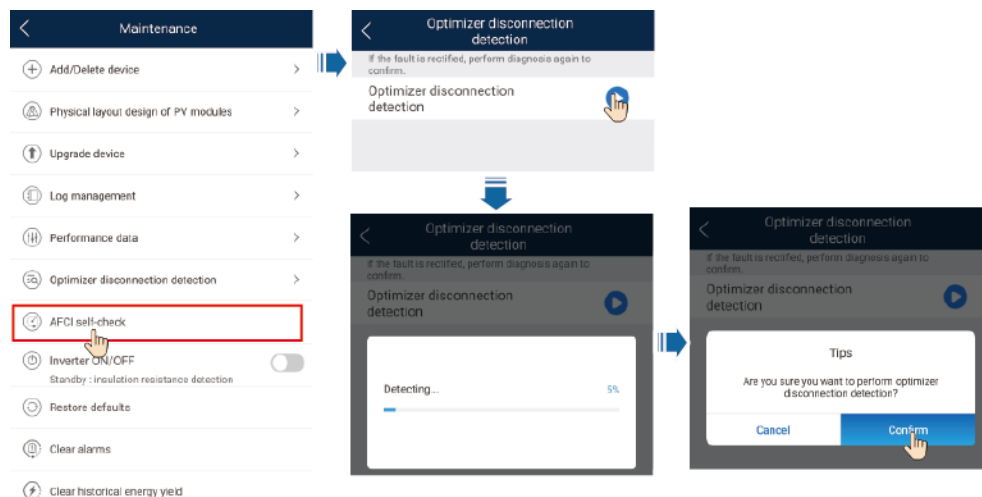 Maintenance
Add/Delete device
Physical layout design of PV modules
Upgrade device
Log management
Performance data
Optimizer disconnection detection
AFCI self-check
Inverter ON/OFF
Standby : insulation resistance detection
Restore defaults
Clear alarms
Clear historical energy yield
Optimizer disconnection
detection
If the fault is rectified, perform diagnosis again to
confirm.
Optimizer disconnection
detection
Optimizer disconnection
detection
If the fault is rectified, perform diagnosis again to
confirm.
Optimizer disconnection
detection
Detecting...
5%
Optimizer disconnection
detection
If the fault is rectified, perform diagnosis again to
confirm.
Optimizer disconnection
detection
Tips
Are you sure you want to perform optimizer
disconnection detection?
Cancel
Confirm